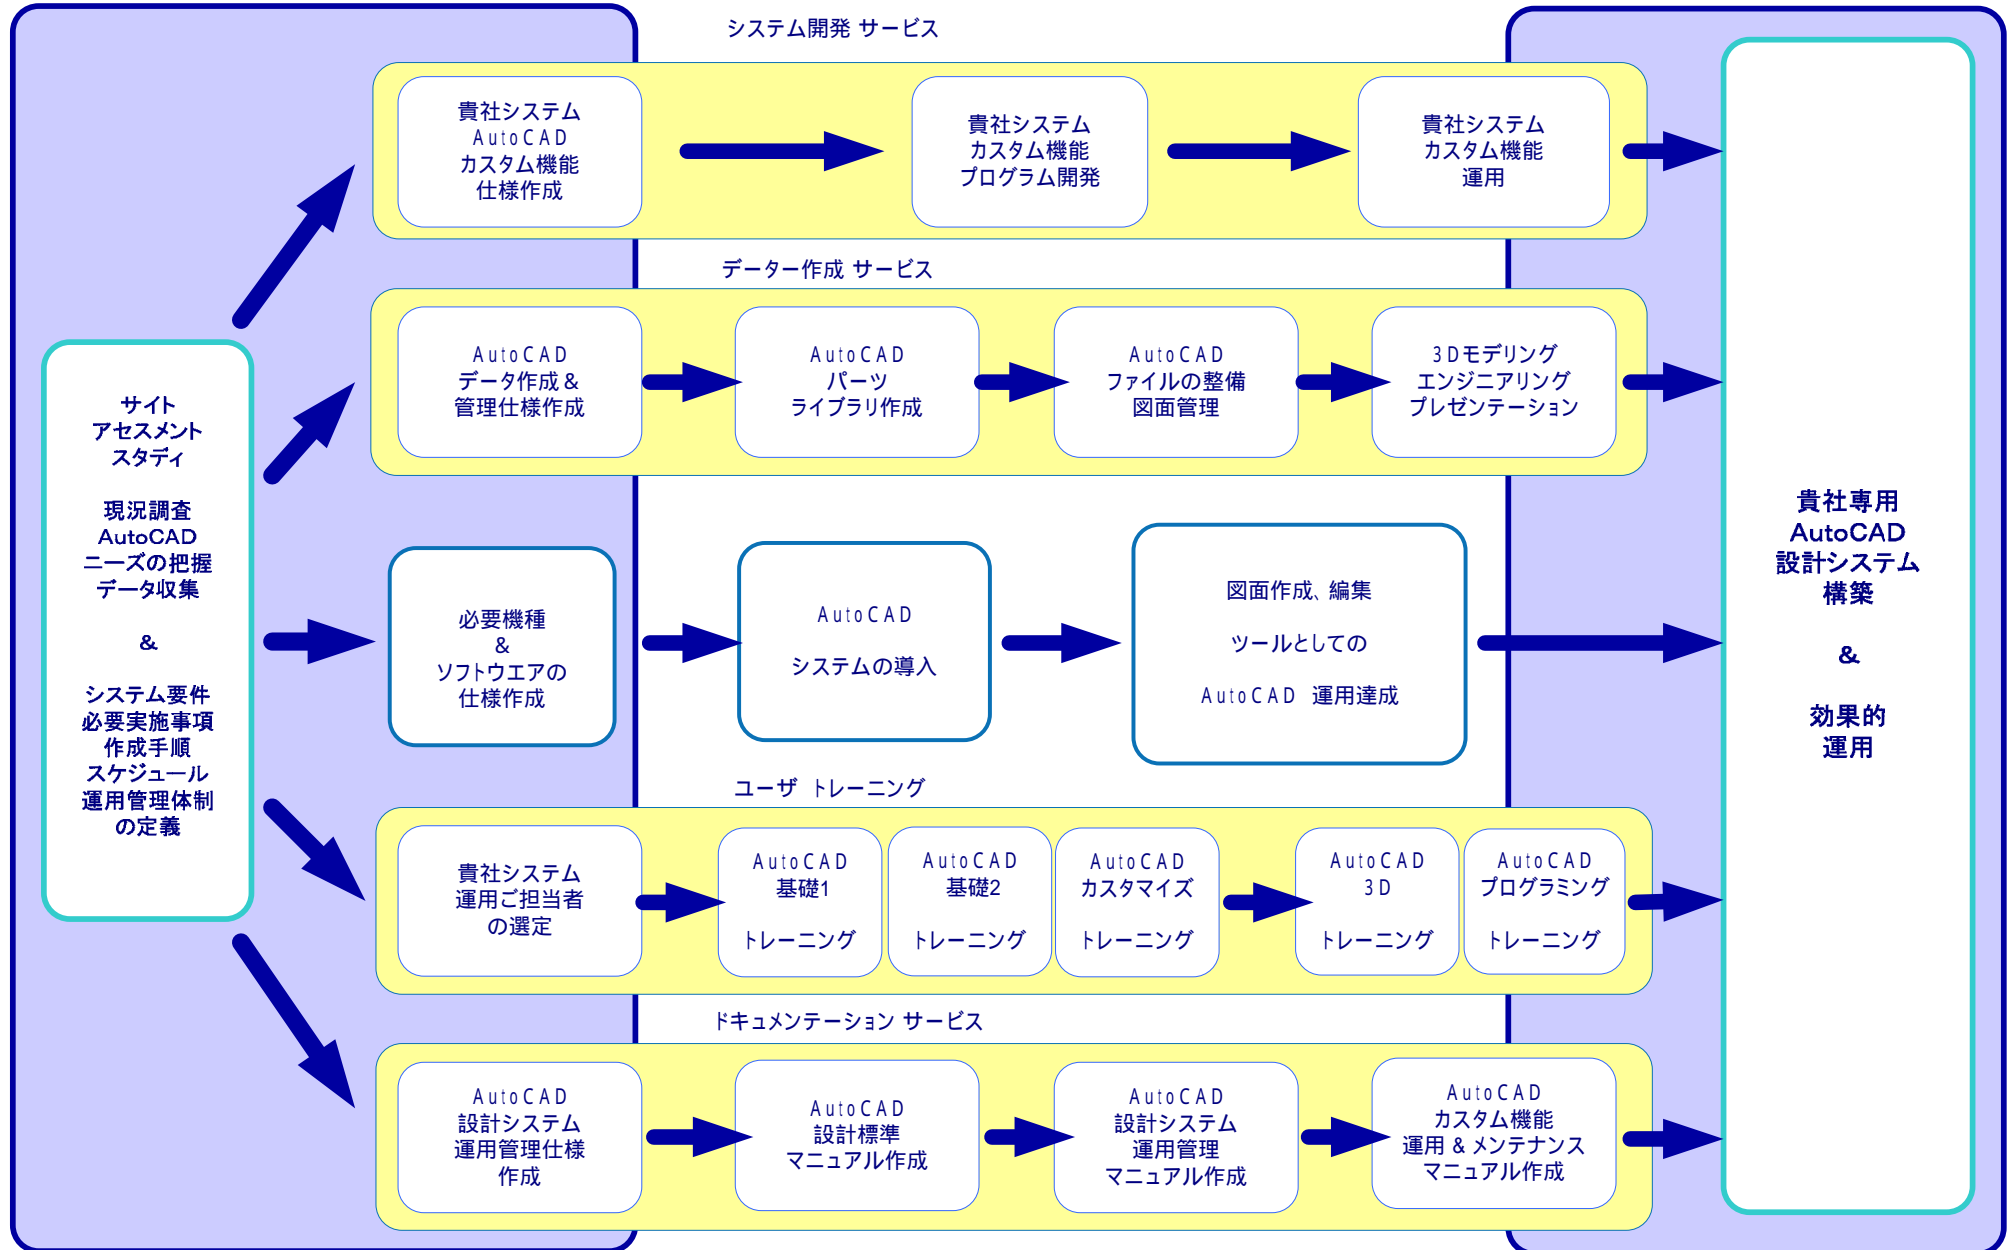 システム開発 サービス
貴社システム
AutoCAD
カスタム機能
仕様作成
貴社システム
カスタム機能
プログラム開発
貴社システム
カスタム機能
運用
データー作成 サービス
AutoCAD
データ作成&
管理仕様作成
AutoCAD
パーツ
ライブラリ作成
AutoCAD
ファイルの整備
図面管理
3Dモデリング
エンジニアリング
プレゼンテーション
サイト
アセスメント
スタディ
現況調査
AutoCAD
ニーズの把握
データ収集
&
システム要件
必要実施事項
作成手順
スケジュール
運用管理体制
の定義
必要機種
&
ソフトウエアの
仕様作成
AutoCAD
システムの導入
図面作成、編集
ツールとしての
AutoCAD 運用達成
貴社専用
AutoCAD
設計システム
構築
&
効果的
運用
ユーザ トレーニング
貴社システム
運用ご担当者
の選定
AutoCAD
基礎1
トレーニング
AutoCAD
基礎2
トレーニング
AutoCAD
カスタマイズ
トレーニング
AutoCAD
3D
トレーニング
AutoCAD
プログラミング
トレーニング
ドキュメンテーション サービス
AutoCAD
設計システム
運用管理仕様
作成
AutoCAD
設計標準
マニュアル作成
AutoCAD
設計システム
運用管理
マニュアル作成
AutoCAD
カスタム機能
運用 & メンテナンス
マニュアル作成